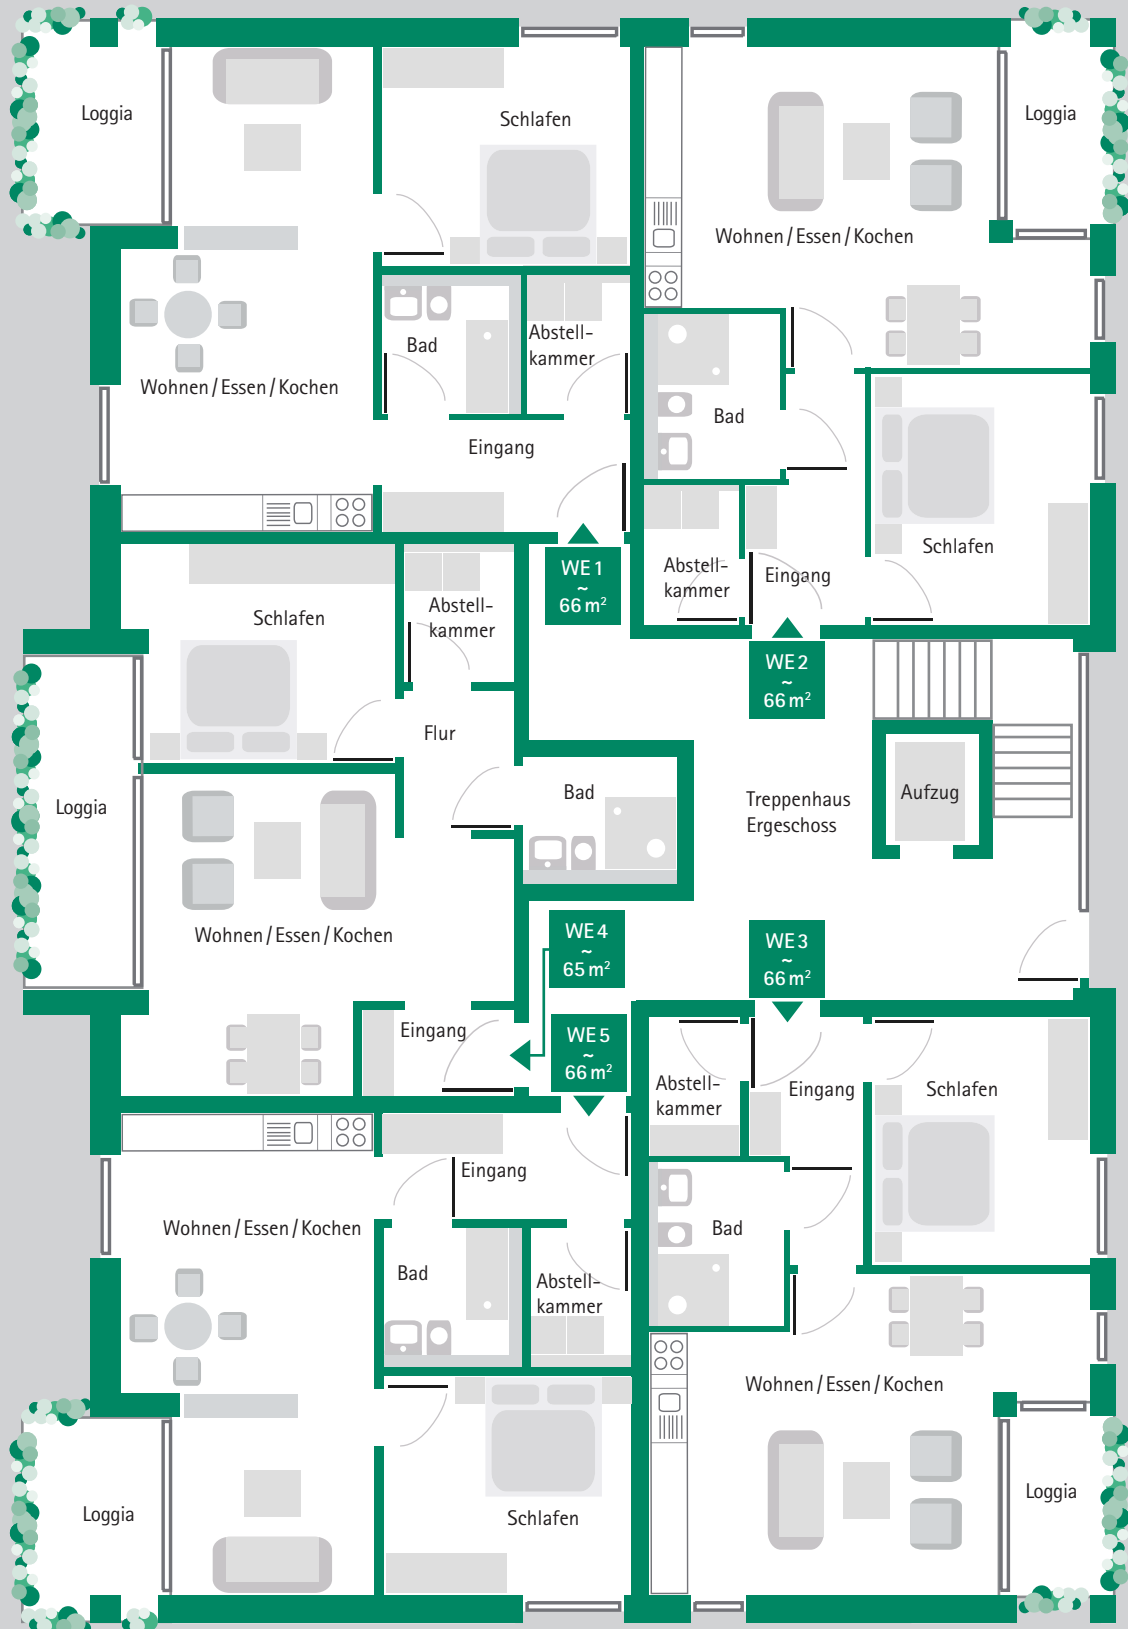 Loggia
Schlafen
Loggia
Wohnen / Essen / Kochen
Abstell-
kammer
Bad
Wohnen / Essen / Kochen
Bad
Eingang
Schlafen
WE 1
~
66 m²
Abstell-
kammer
Eingang
Schlafen
Abstell-
kammer
WE 2
~
66 m²
Flur
Loggia
Bad
Treppenhaus
Ergeschoss
Aufzug
Wohnen / Essen / Kochen
WE 4
~
65 m²
WE 3
~
66 m²
Eingang
WE 5
~
66 m²
Abstell-
kammer
Eingang
Schlafen
Eingang
Wohnen / Essen / Kochen
Bad
Bad
Abstell-
kammer
Wohnen / Essen / Kochen
Loggia
Schlafen
Loggia